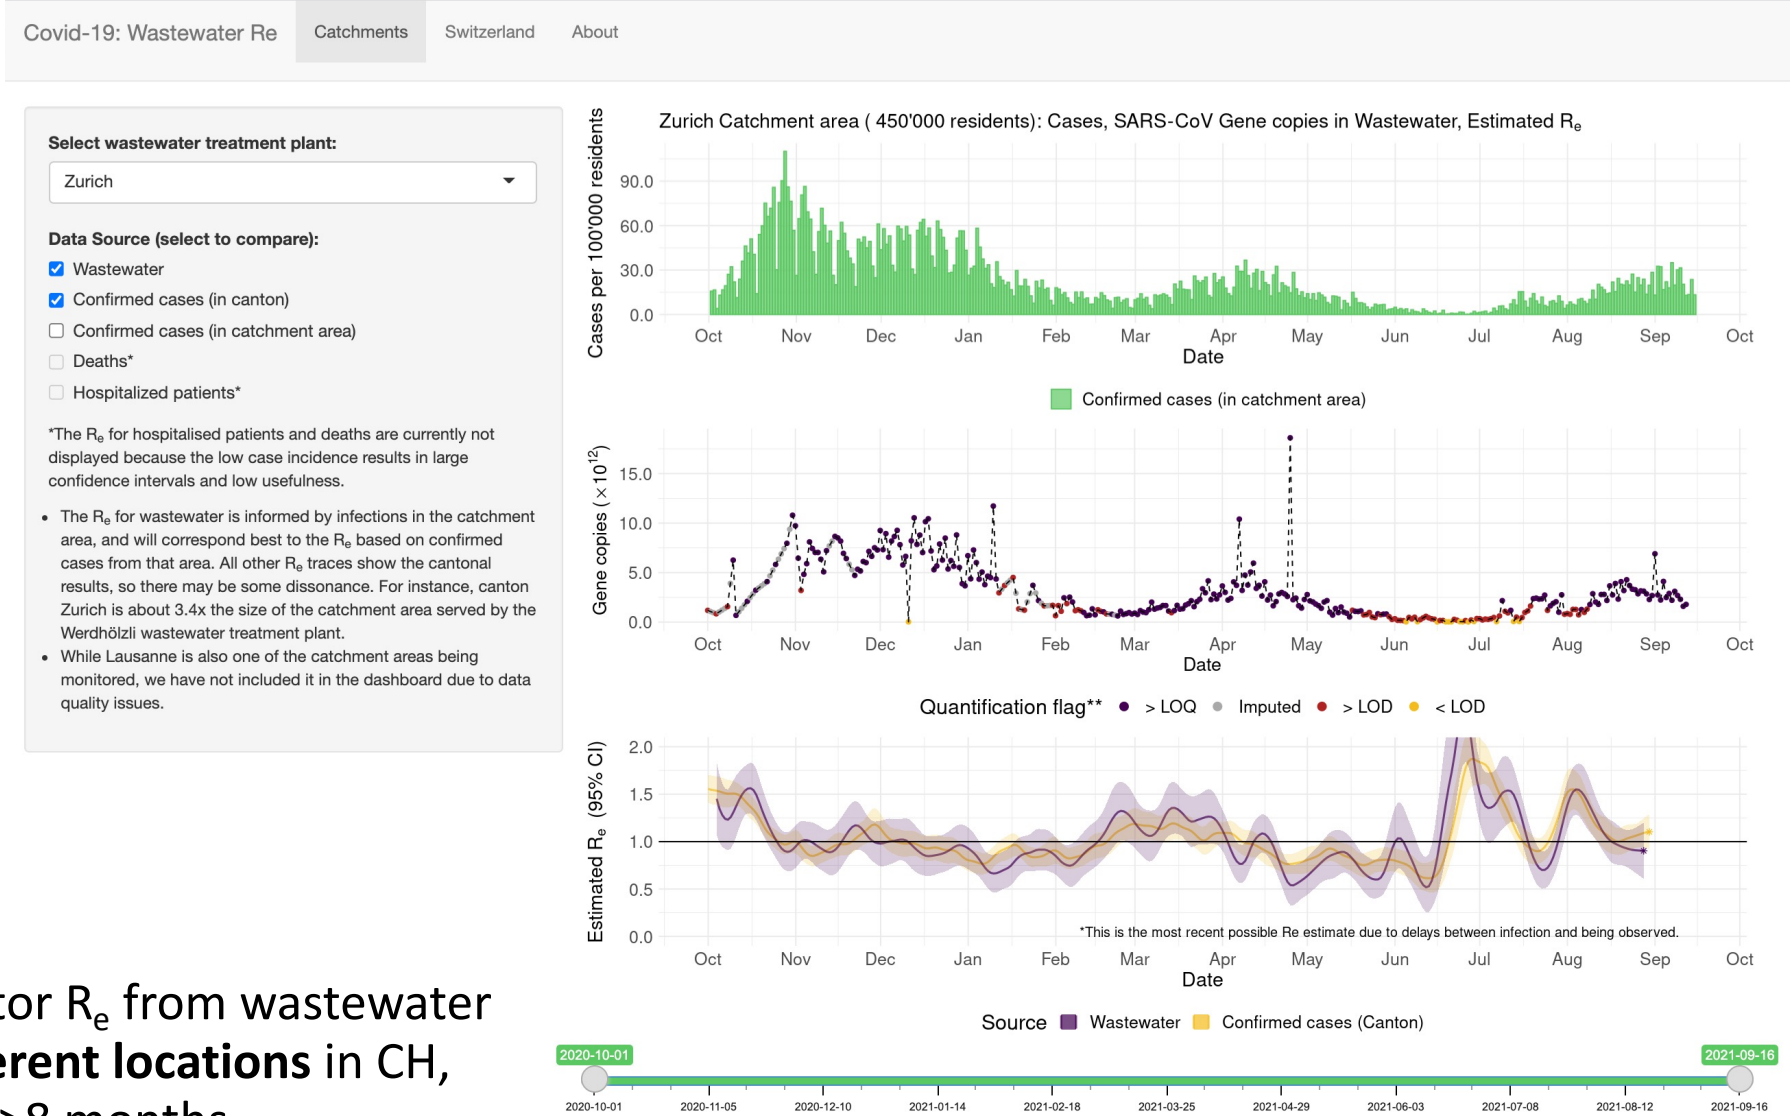 Covid-19: Wastewater Re Catchments Switzerland About
Select wastewater treatment plant:
Zurich
Data Source (select to compare):
Wastewater
Confirmed cases (in canton)
Confirmed cases (in catchment area)
Deaths*
Hospitalized patients*
*The Re for hospitalised patients and deaths are currently not
displayed because the low case incidence results in large
confidence intervals and low usefulness.
• The Re for wastewater is informed by infections in the catchment
area, and will correspond best to the Re based on confirmed
cases from that area. All other Re traces show the cantonal
results, so there may be some dissonance. For instance, canton
Zurich is about 3.4x the size of the catchment area served by the
Werdhölzli wastewater treatment plant.
• While Lausanne is also one of the catchment areas being
monitored, we have not included it in the dashboard due to data
quality issues.
Zurich Catchment area ( 450'000 residents): Cases, SARS-CoV Gene copies in Wastewater, Estimated Re
Cases per 100'000 residents
90.0
60.0
30.0
0.0
Oct Nov Dec Jan Feb Mar Apr May Jun Jul Aug Sep Oct
Date
Confirmed cases (in catchment area)
Gene copies (×10¹²)
15.0
10.0
5.0
0.0
Oct Nov Dec Jan Feb Mar Apr May Jun Jul Aug Sep Oct
Date
Quantification flag** > LOQ Imputed > LOD < LOD
Estimated Re (95% CI)
2.0
1.5
1.0
0.5
0.0
*This is the most recent possible Re estimate due to delays between infection and being observed.
Oct Nov Dec Jan Feb Mar Apr May Jun Jul Aug Sep Oct
Date
Source Wastewater Confirmed cases (Canton)
2020-10-01 2021-09-16
2020-10-01 2020-11-05 2020-12-10 2021-01-14 2021-02-18 2021-03-25 2021-04-29 2021-06-03 2021-07-08 2021-08-12 2021-09-16
tor Re from wastewater
erent locations in CH,
>8 months